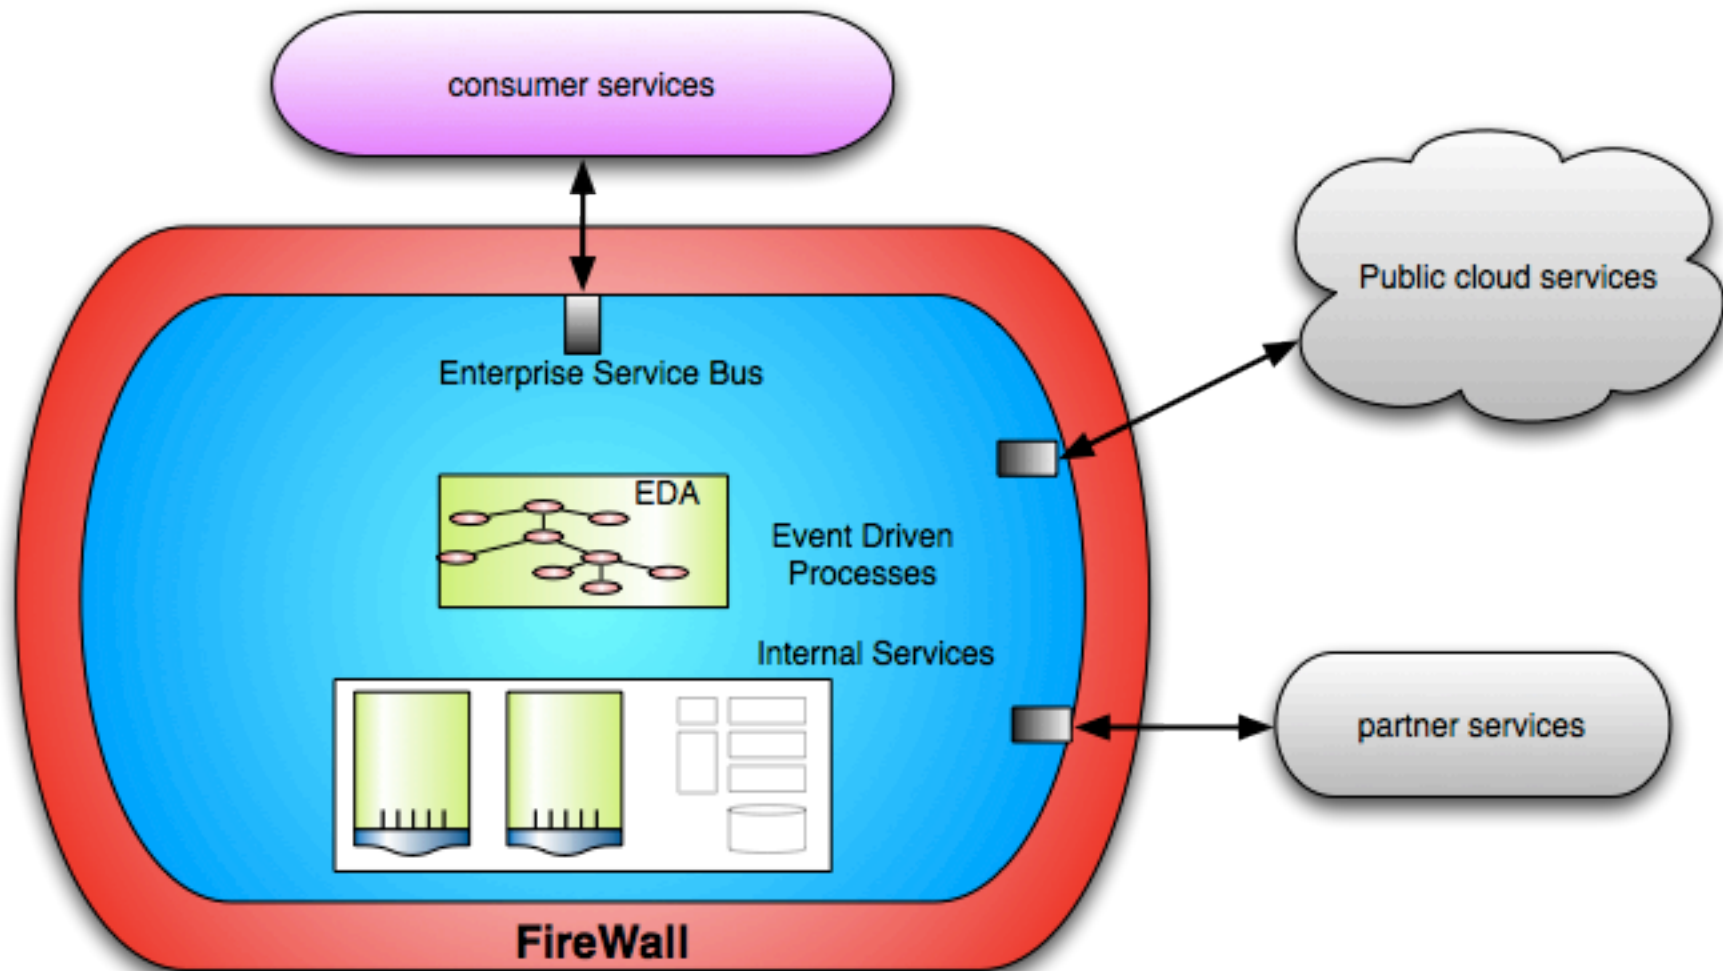 consumer services
Public cloud services
Enterprise Service Bus
EDA
Event Driven
Processes
Internal Services
partner services
FireWall